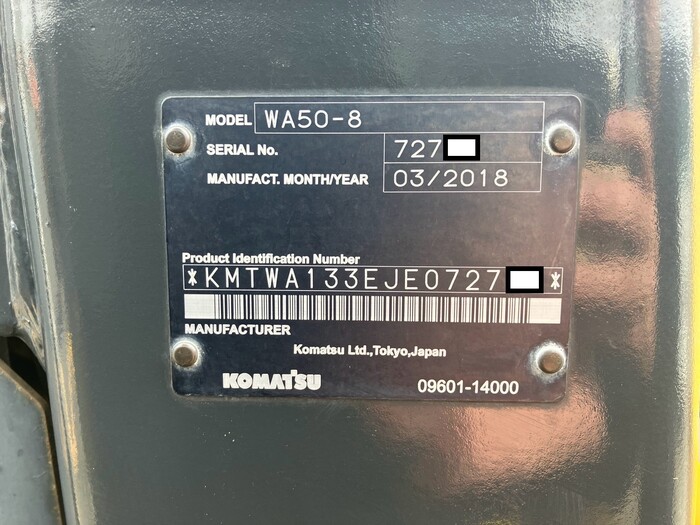 MODEL WA50-8
SERIAL No. 727
MANUFACT. MONTH/YEAR 03/2018
Product Identification Number
*KMTWA133EJE0727 *
MANUFACTURER
Komatsu Ltd.,Tokyo,Japan
KOMATSU 09601-14000